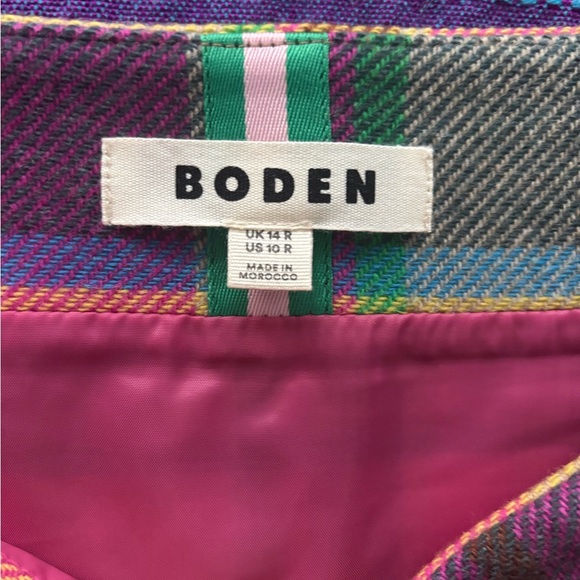 BODEN
UK 14 R
US 10 R
MADE IN
MOROCCO